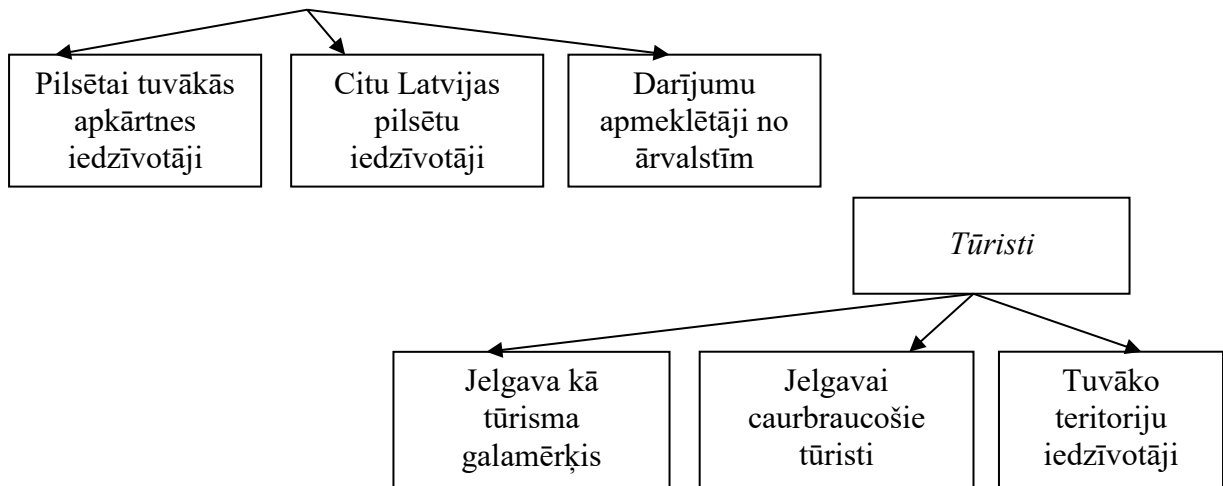 Pilsētai tuvākās
apkārtnes
iedzīvotāji
Citu Latvijas
pilsētu
iedzīvotāji
Darījumu
apmeklētāji no
ārvalstīm
Tūristi
Jelgava kā
tūrisma
galamērķis
Jelgavai
caurbraucošie
tūristi
Tuvāko
teritoriju
iedzīvotāji